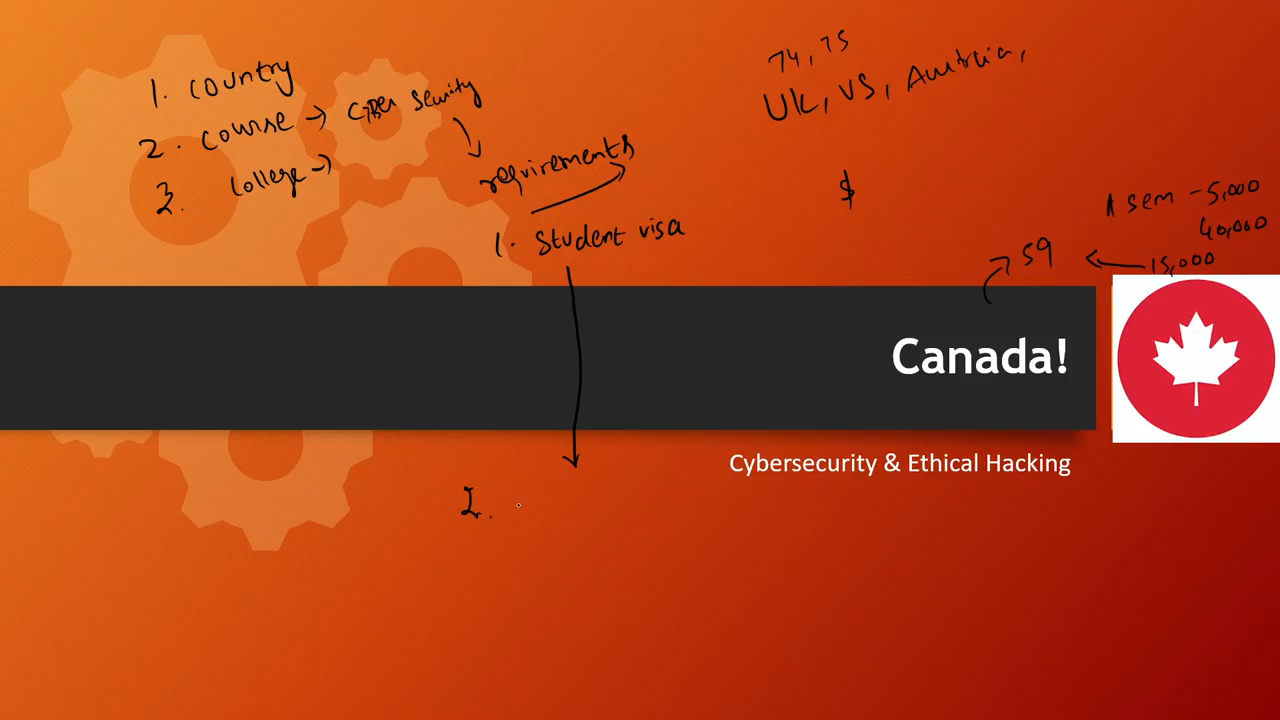 1. country
2. course → cyber security
3. college →
requirements
1. Student visa
2.
74, 75
UK, US, Austria,
$
1 sem - 5,000
40,000
15,000
59
Canada!
Cybersecurity & Ethical Hacking